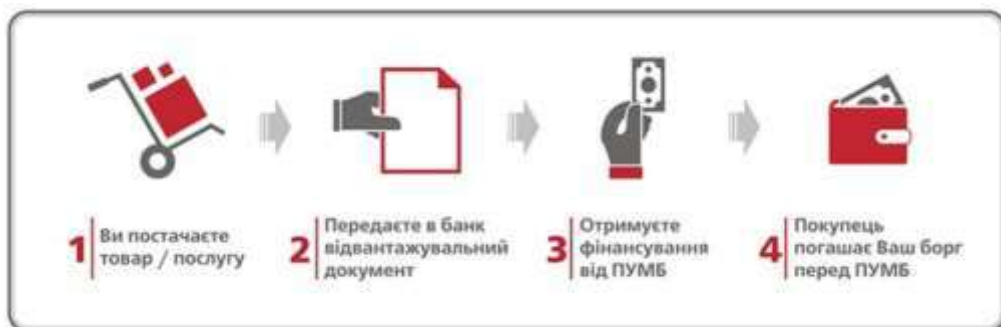 1 Ви постачаєте
товар / послугу
2 Передаєте в банк
відвантажувальний
документ
3 Отримуєте
фінансування
від ПУМБ
4 Покупець
погашає Ваш борг
перед ПУМБ